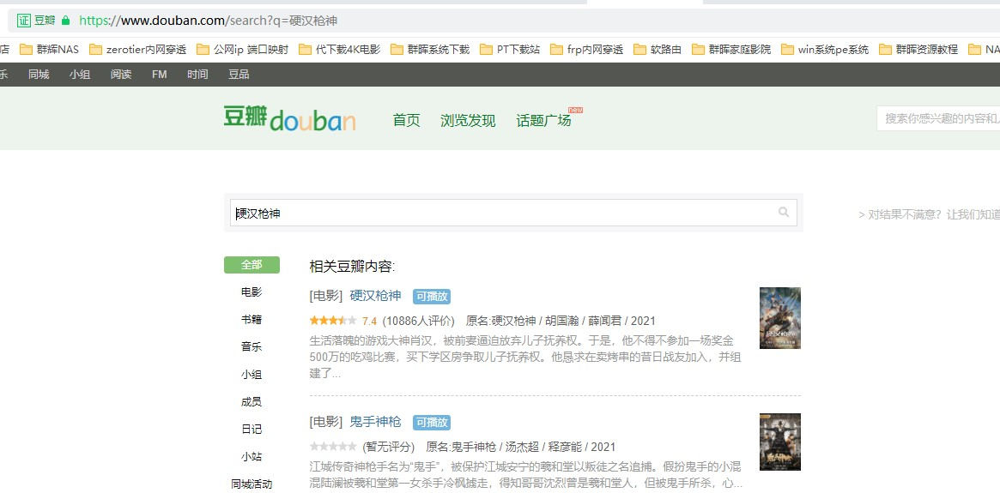 证 豆瓣 https://www.douban.com/search?q=硬汉枪神
店 群辉NAS zerotier内网穿透 公网ip 端口映射 代下载4K电影 群晖系统下载 PT下载站 frp内网穿透 软路由 群晖家庭影院 win系统pe系统 群晖资源教程 NA
乐 同城 小组 阅读 FM 时间 豆品
豆瓣douban 首页 浏览发现 话题广场 new 搜索你感兴趣的内容和人
硬汉枪神
> 对结果不满意？让我们知道
全部
电影
书籍
音乐
小组
成员
日记
小站
同城活动
相关豆瓣内容:
[电影] 硬汉枪神 可播放
7.4 (10886人评价) 原名:硬汉枪神 / 胡国瀚 / 薛闻君 / 2021
生活落魄的游戏大神肖汉，被前妻逼迫放弃儿子抚养权。于是，他不得不参加一场奖金
500万的吃鸡比赛，买下学区房争取儿子抚养权。他恳求在卖烤串的昔日战友加入，并组
建了...
[电影] 鬼手神枪 可播放
(暂无评分) 原名:鬼手神枪 / 汤杰超 / 释彦能 / 2021
江城传奇神枪手名为“鬼手”，被保护江城安宁的羲和堂以叛徒之名追捕。假扮鬼手的小混
混陆澜被羲和堂第一女杀手冷枫掳走，得知哥哥沈烈曾是羲和堂人，但被鬼手所杀，心...